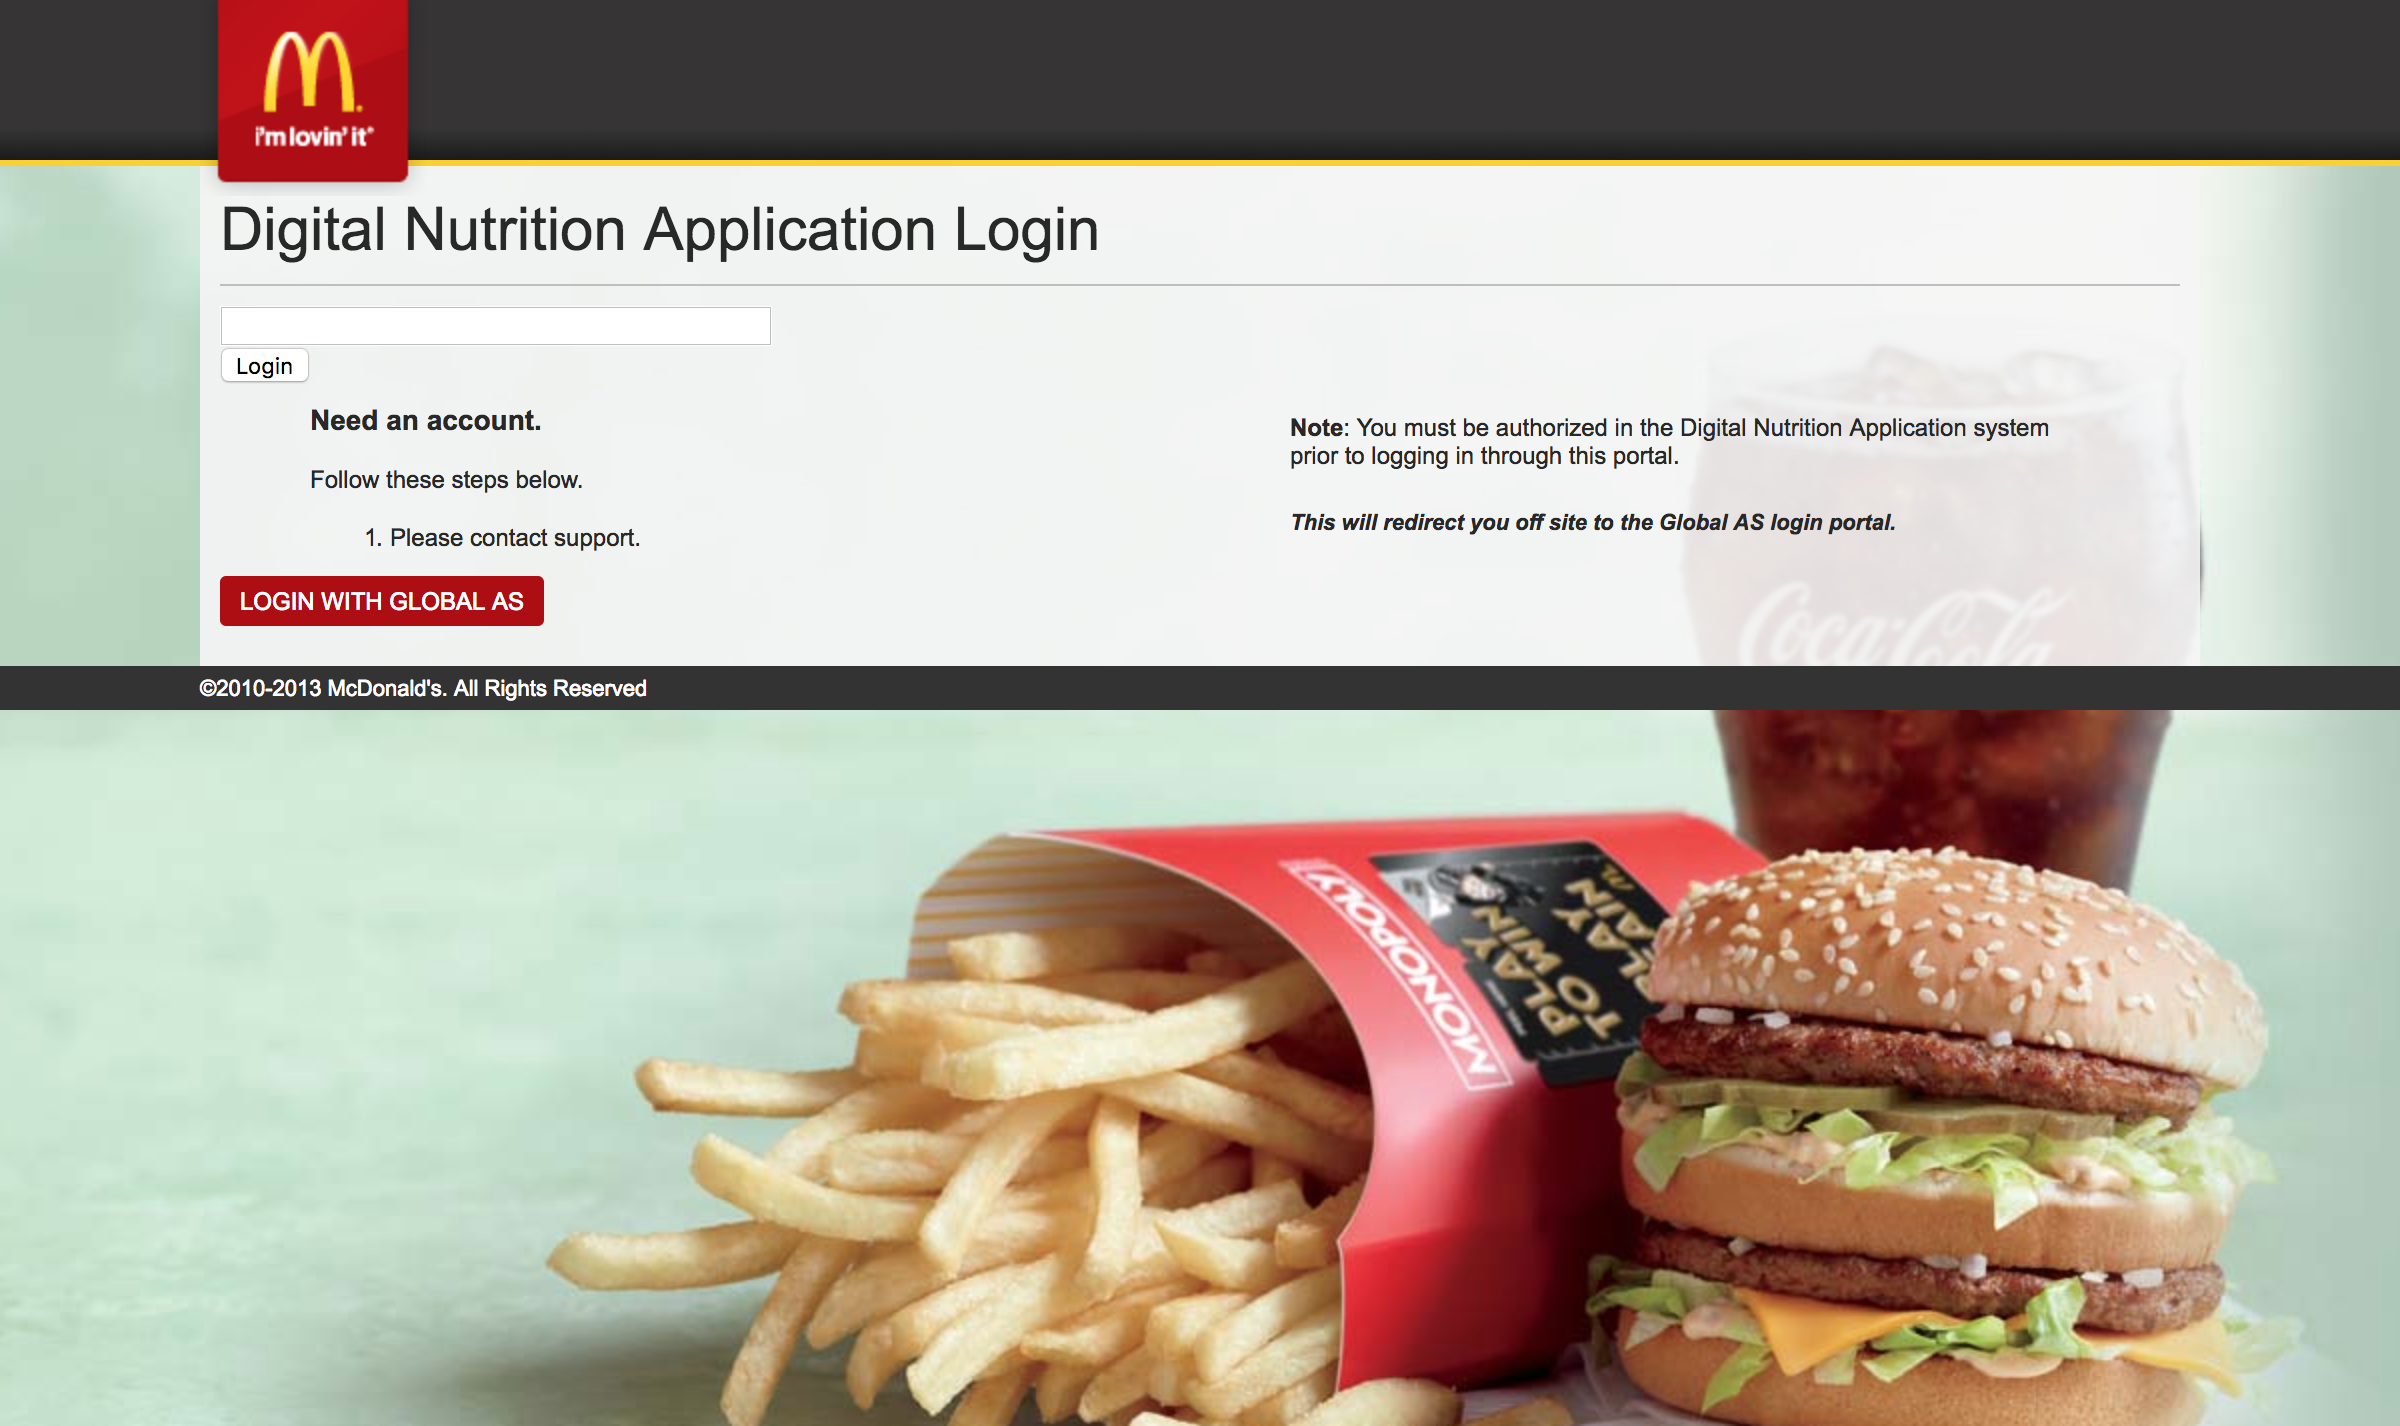 i'm lovin' it®
Digital Nutrition Application Login
Login
Need an account.
Follow these steps below.
1. Please contact support.
Note: You must be authorized in the Digital Nutrition Application system
prior to logging in through this portal.
This will redirect you off site to the Global AS login portal.
LOGIN WITH GLOBAL AS
Coca-Cola
©2010-2013 McDonald's. All Rights Reserved
MONOPOLY
PLAY
TO WIN
PLAY